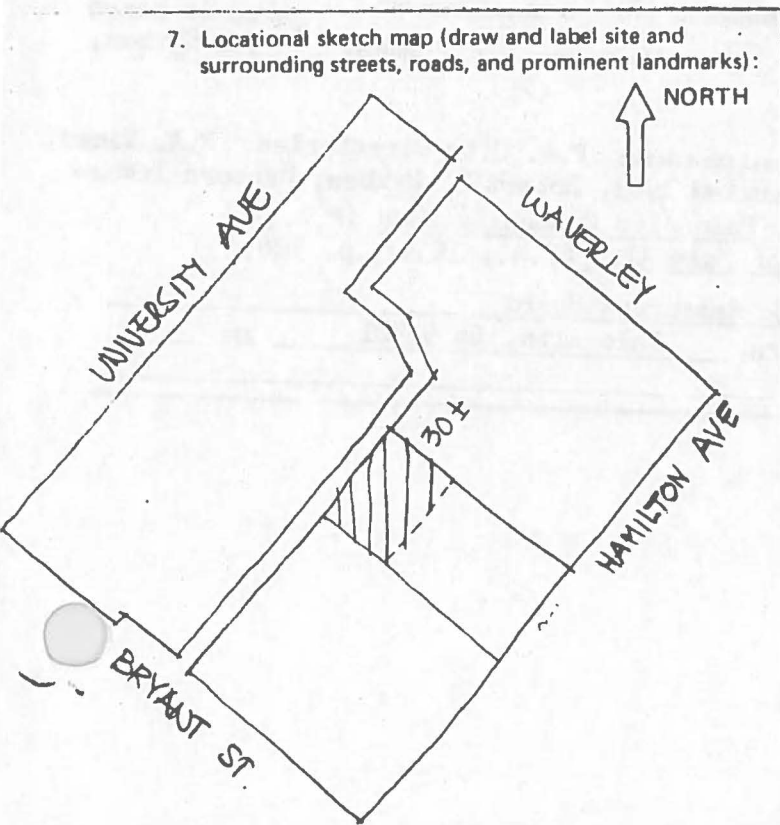 7. Locational sketch map (draw and label site and
surrounding streets, roads, and prominent landmarks):
NORTH
WAVERLEY
UNIVERSITY AVE
30 ±
HAMILTON AVE
BRYANT ST.